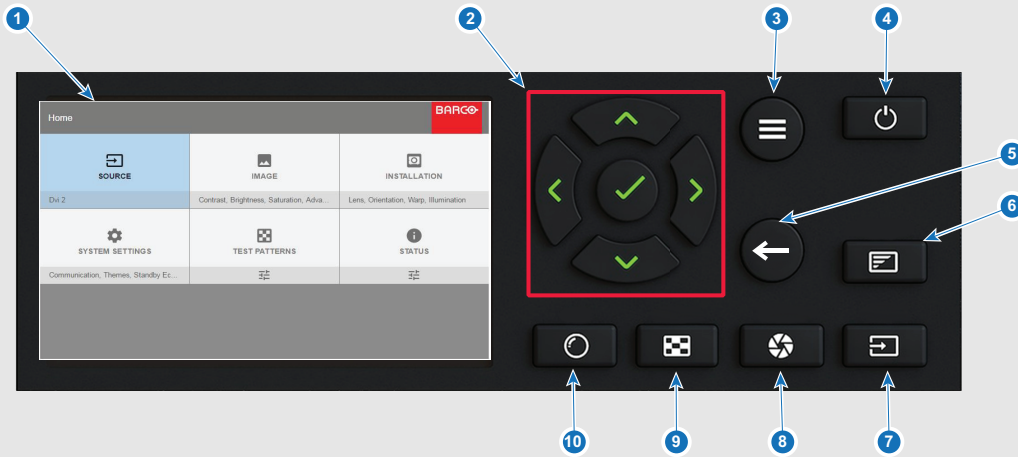 1
2
3
4
Home
BARCO
SOURCE
IMAGE
INSTALLATION
Dvi 2
Contrast, Brightness, Saturation, Adva...
Lens, Orientation, Warp, Illumination
SYSTEM SETTINGS
TEST PATTERNS
STATUS
Communication, Themes, Standby Es...
5
6
10
9
8
7